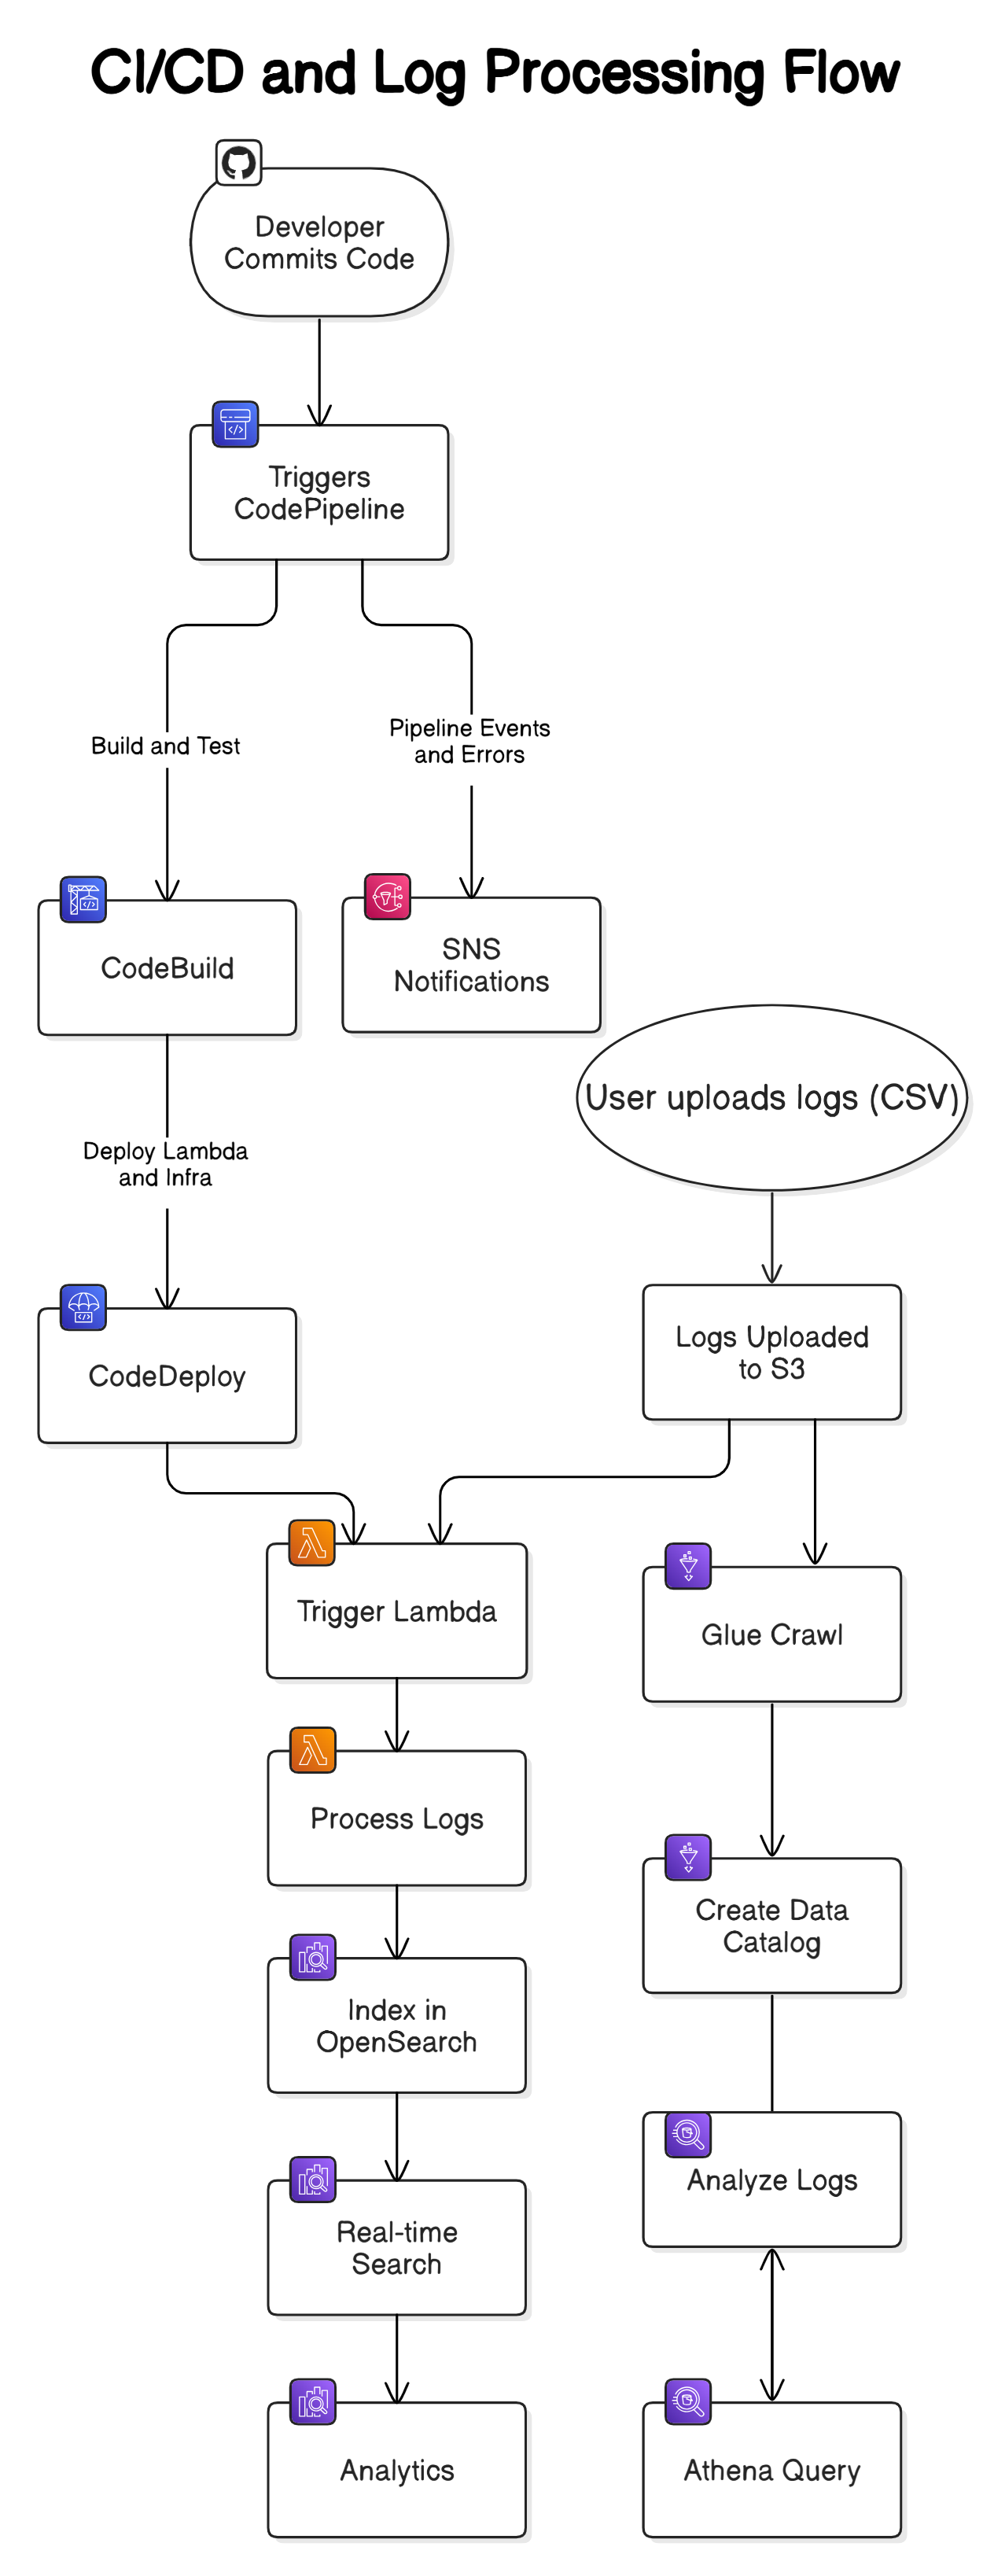 CI/CD and Log Processing Flow
Developer
Commits Code
Triggers
CodePipeline
Build and Test
Pipeline Events
and Errors
CodeBuild
SNS
Notifications
User uploads logs (CSV)
Deploy Lambda
and Infra
CodeDeploy
Logs Uploaded
to S3
Trigger Lambda
Glue Crawl
Process Logs
Create Data
Catalog
Index in
OpenSearch
Analyze Logs
Real-time
Search
Analytics
Athena Query